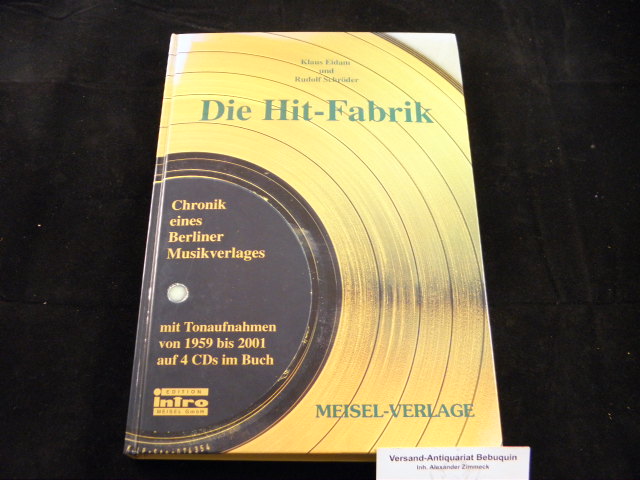 Klaus Eidam
und
Rudolf Schröder
Die Hit-Fabrik
Chronik
eines
Berliner
Musikverlages
mit Tonaufnahmen
von 1959 bis 2001
auf 4 CDs im Buch
EDITION
intro
MEISEL GmbH
MEISEL-VERLAGE
Versand-Antiquariat Bebuquin
Inh. Alexander Zimmeck